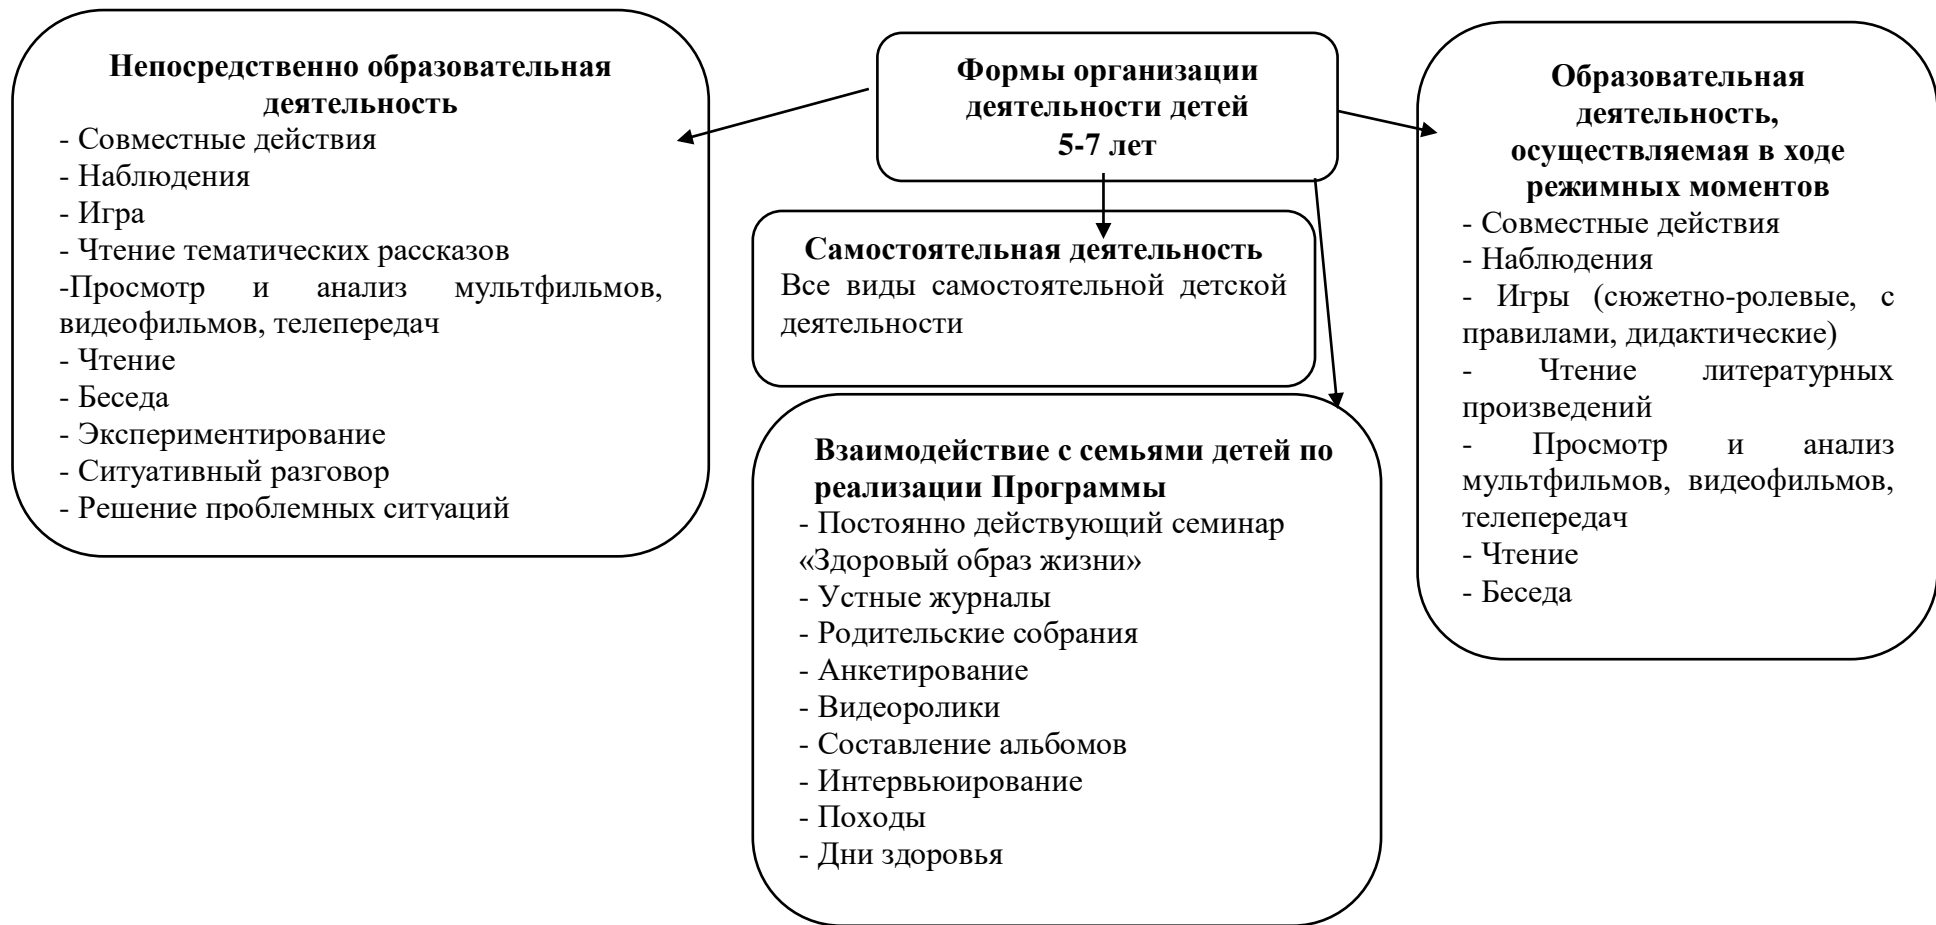 Непосредственно образовательная
деятельность
- Совместные действия
- Наблюдения
- Игра
- Чтение тематических рассказов
-Просмотр и анализ мультфильмов,
видеофильмов, телепередач
- Чтение
- Беседа
- Экспериментирование
- Ситуативный разговор
- Решение проблемных ситуаций
Формы организации
деятельности детей
5-7 лет
Самостоятельная деятельность
Все виды самостоятельной детской
деятельности
Взаимодействие с семьями детей по
реализации Программы
- Постоянно действующий семинар
«Здоровый образ жизни»
- Устные журналы
- Родительские собрания
- Анкетирование
- Видеоролики
- Составление альбомов
- Интервьюирование
- Походы
- Дни здоровья
Образовательная
деятельность,
осуществляемая в ходе
режимных моментов
- Совместные действия
- Наблюдения
- Игры (сюжетно-ролевые, с
правилами, дидактические)
- Чтение литературных
произведений
- Просмотр и анализ
мультфильмов, видеофильмов,
телепередач
- Чтение
- Беседа